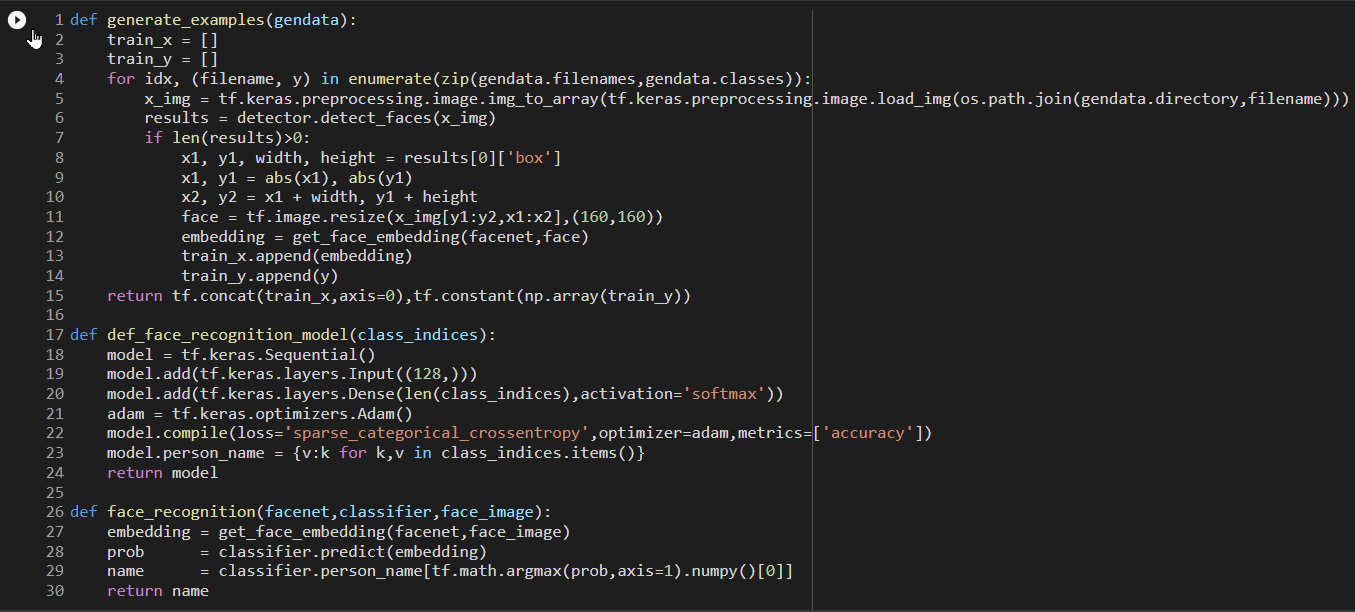 1 def generate_examples(gendata):
2     train_x = []
3     train_y = []
4     for idx, (filename, y) in enumerate(zip(gendata.filenames,gendata.classes)):
5         x_img = tf.keras.preprocessing.image.img_to_array(tf.keras.preprocessing.image.load_img(os.path.join(gendata.directory,filename)))
6         results = detector.detect_faces(x_img)
7         if len(results)>0:
8             x1, y1, width, height = results[0]['box']
9             x1, y1 = abs(x1), abs(y1)
10             x2, y2 = x1 + width, y1 + height
11             face = tf.image.resize(x_img[y1:y2,x1:x2],(160,160))
12             embedding = get_face_embedding(facenet,face)
13             train_x.append(embedding)
14             train_y.append(y)
15     return tf.concat(train_x,axis=0),tf.constant(np.array(train_y))
16
17 def def_face_recognition_model(class_indices):
18     model = tf.keras.Sequential()
19     model.add(tf.keras.layers.Input((128,)))
20     model.add(tf.keras.layers.Dense(len(class_indices),activation='softmax'))
21     adam = tf.keras.optimizers.Adam()
22     model.compile(loss='sparse_categorical_crossentropy',optimizer=adam,metrics=['accuracy'])
23     model.person_name = {v:k for k,v in class_indices.items()}
24     return model
25
26 def face_recognition(facenet,classifier,face_image):
27     embedding = get_face_embedding(facenet,face_image)
28     prob      = classifier.predict(embedding)
29     name      = classifier.person_name[tf.math.argmax(prob,axis=1).numpy()[0]]
30     return name